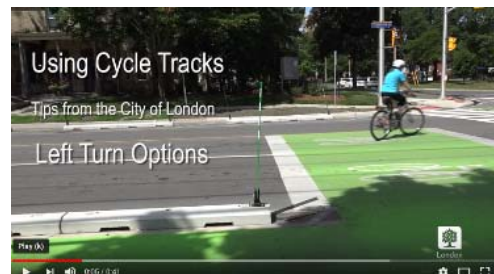 Using Cycle Tracks
Tips from the City of London
Left Turn Options
London
Play (k)